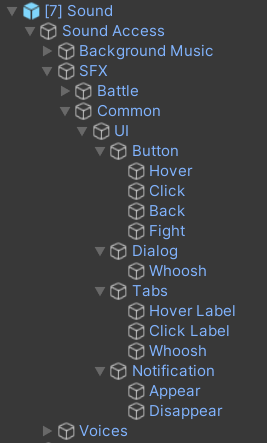 [7] Sound
Sound Access
Background Music
SFX
Battle
Common
UI
Button
Hover
Click
Back
Fight
Dialog
Whoosh
Tabs
Hover Label
Click Label
Whoosh
Notification
Appear
Disappear
Voices